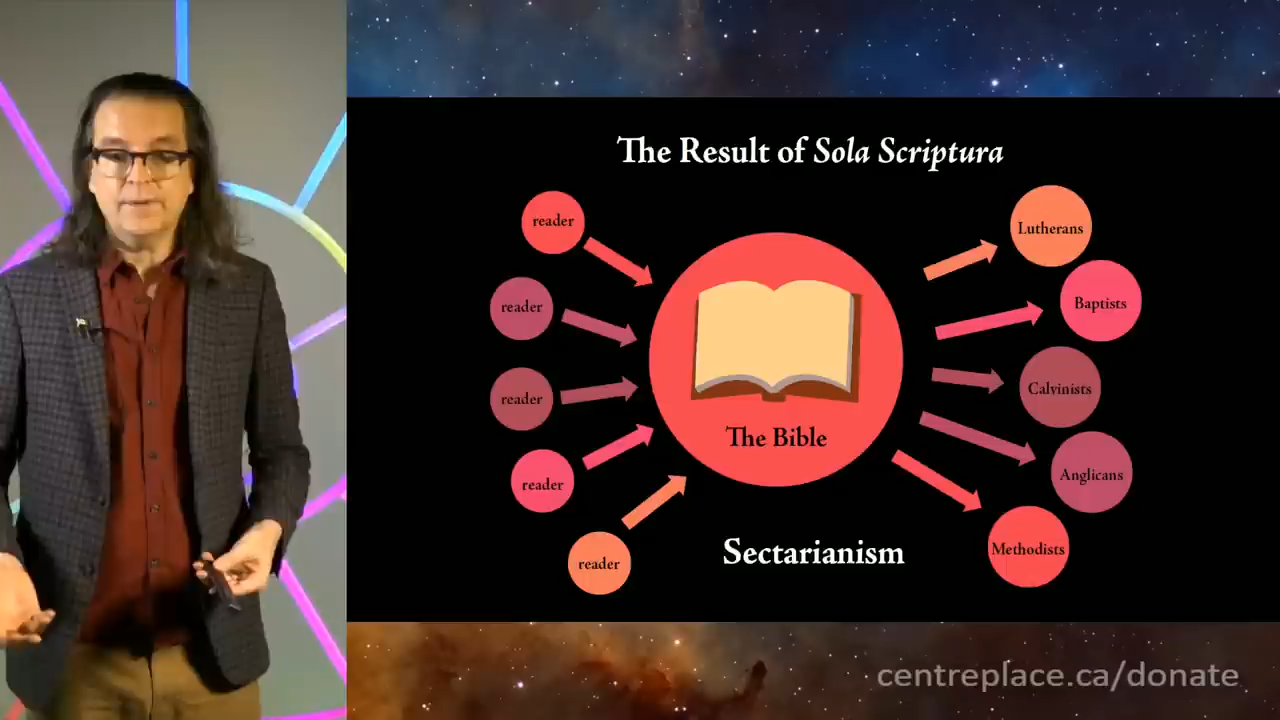 The Result of Sola Scriptura
reader
reader
reader
reader
reader
The Bible
Sectarianism
Lutherans
Baptists
Calvinists
Anglicans
Methodists
centreplace.ca/donate